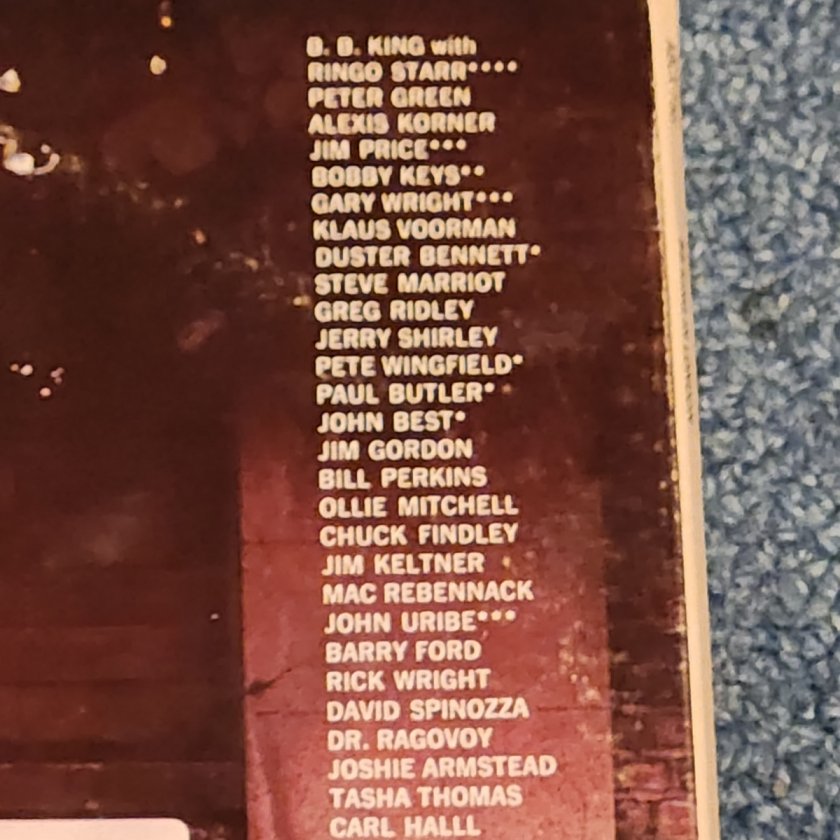 B. B. KING with
RINGO STARR****
PETER GREEN
ALEXIS KORNER
JIM PRICE***
BOBBY KEYS**
GARY WRIGHT***
KLAUS VOORMAN
DUSTER BENNETT*
STEVE MARRIOT
GREG RIDLEY
JERRY SHIRLEY
PETE WINGFIELD*
PAUL BUTLER*
JOHN BEST*
JIM GORDON
BILL PERKINS
OLLIE MITCHELL
CHUCK FINDLEY
JIM KELTNER
MAC REBENNACK
JOHN URIBE***
BARRY FORD
RICK WRIGHT
DAVID SPINOZZA
DR. RAGOVOY
JOSHIE ARMSTEAD
TASHA THOMAS
CARL HALLL